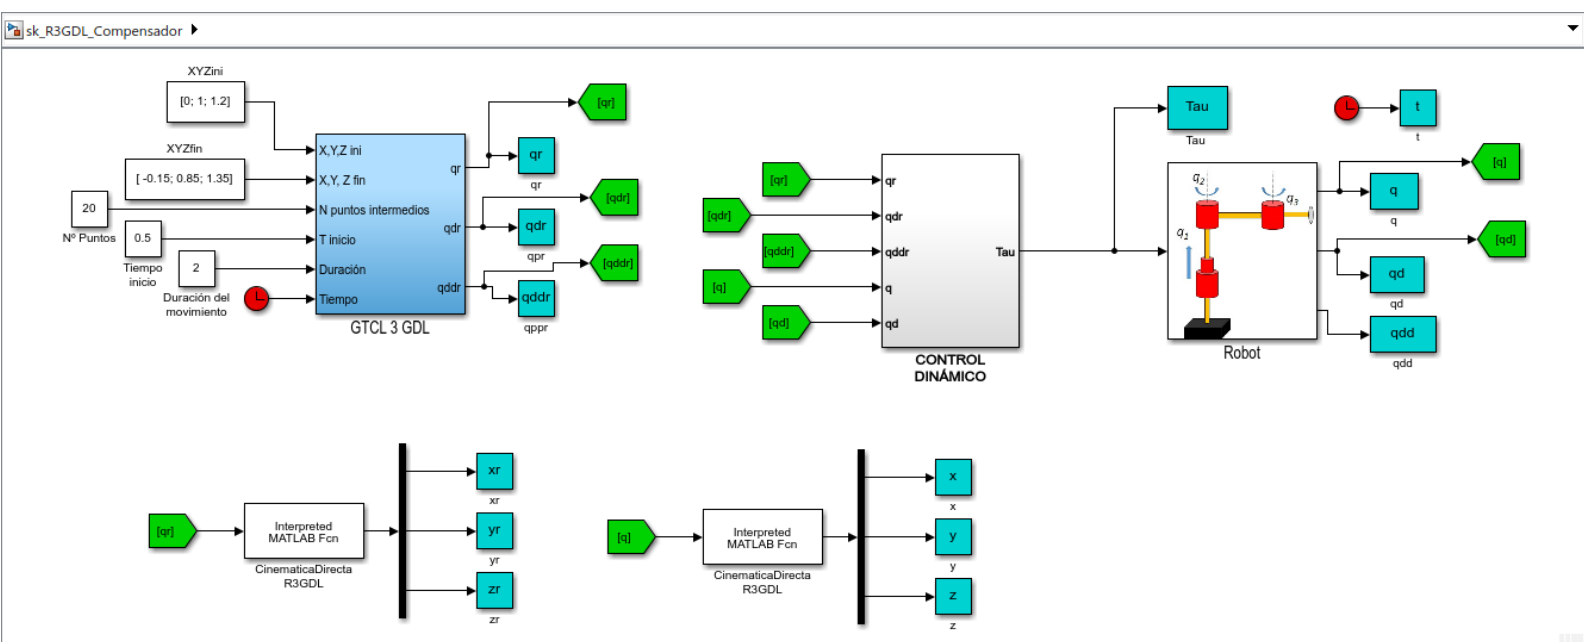 sk_R3GDL_Compensador
XYZini
[0; 1; 1.2]
XYZfin
[ -0.15; 0.85; 1.35]
20
Nº Puntos
0.5
Tiempo
inicio
2
Duración del
movimiento
X,Y,Z ini
X,Y, Z fin
N puntos intermedios
T inicio
Duración
Tiempo
qr
qdr
qddr
GTCL 3 GDL
[qr]
qr
qr
[qdr]
qdr
qpr
[qddr]
qddr
qppr
[qr]
[qdr]
[qddr]
[q]
[qd]
qr
qdr
qddr
q
qd
Tau
CONTROL
DINÁMICO
Tau
Tau
t
t
q2
q3
q1
Robot
[q]
q
q
[qd]
qd
qd
qdd
qdd
[qr]
Interpreted
MATLAB Fcn
CinematicaDirecta
R3GDL
xr
xr
yr
yr
zr
zr
[q]
Interpreted
MATLAB Fcn
CinematicaDirecta
R3GDL
x
x
y
y
z
z